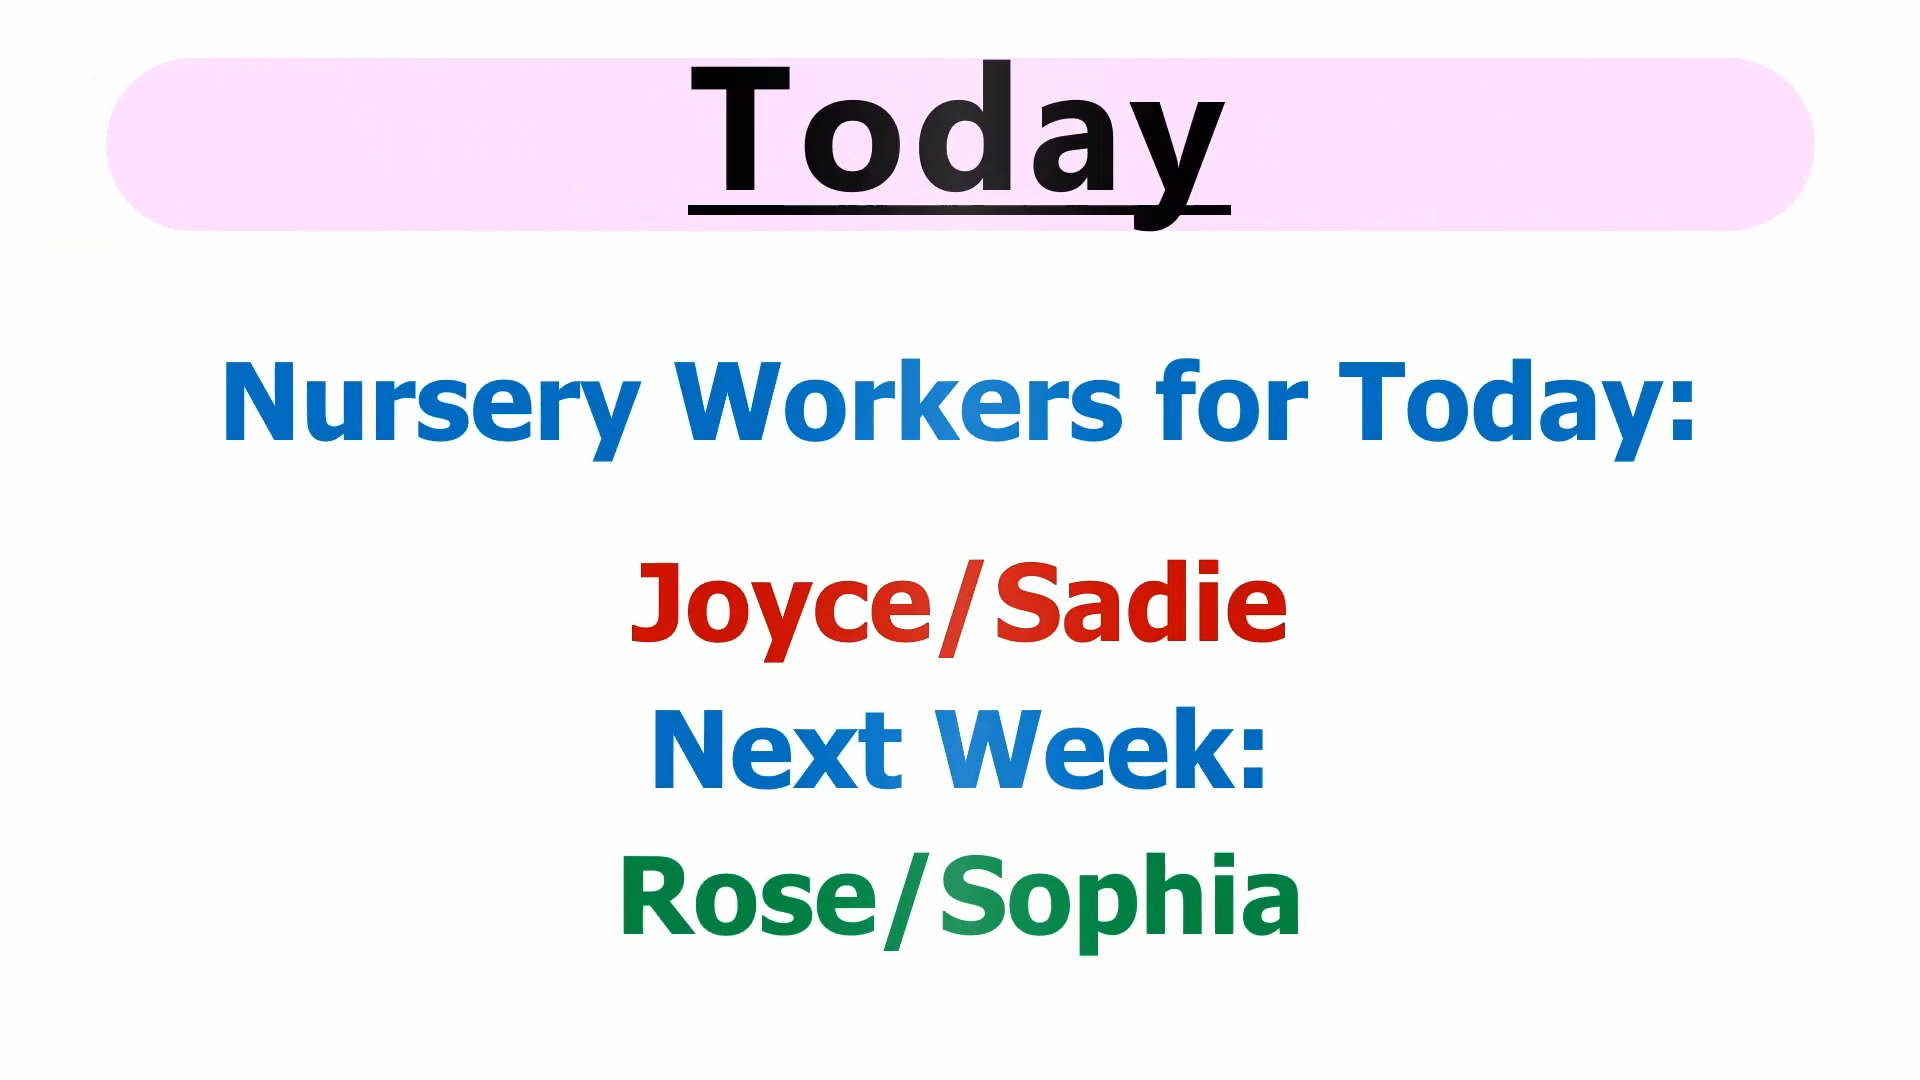 Today
Nursery Workers for Today:
Joyce/Sadie
Next Week:
Rose/Sophia